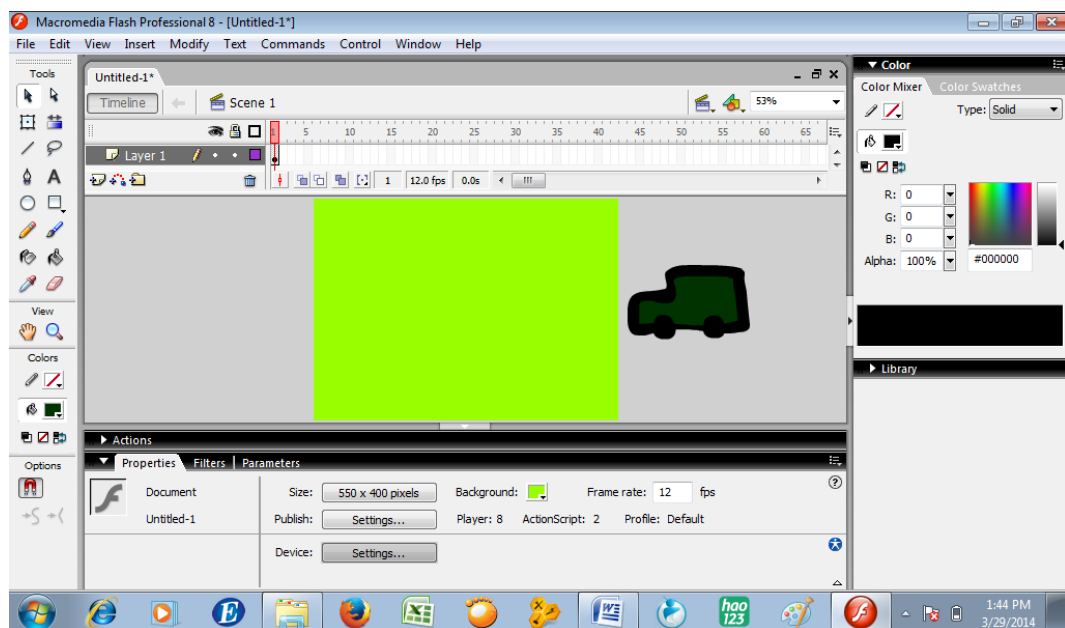 Macromedia Flash Professional 8 - [Untitled-1*]
File Edit View Insert Modify Text Commands Control Window Help
Tools
View
Colors
Options
Untitled-1*
Timeline
Scene 1
53%
1 5 10 15 20 25 30 35 40 45 50 55 60 65
Layer 1
1 12.0 fps 0.0s
Actions
Properties Filters Parameters
Document
Untitled-1
Size: 550 x 400 pixels Background: Frame rate: 12 fps
Publish: Settings... Player: 8 ActionScript: 2 Profile: Default
Device: Settings...
Color
Color Mixer Color Swatches
Type: Solid
R: 0
G: 0
B: 0
Alpha: 100% #000000
Library
hao
123
1:44 PM
3/29/2014